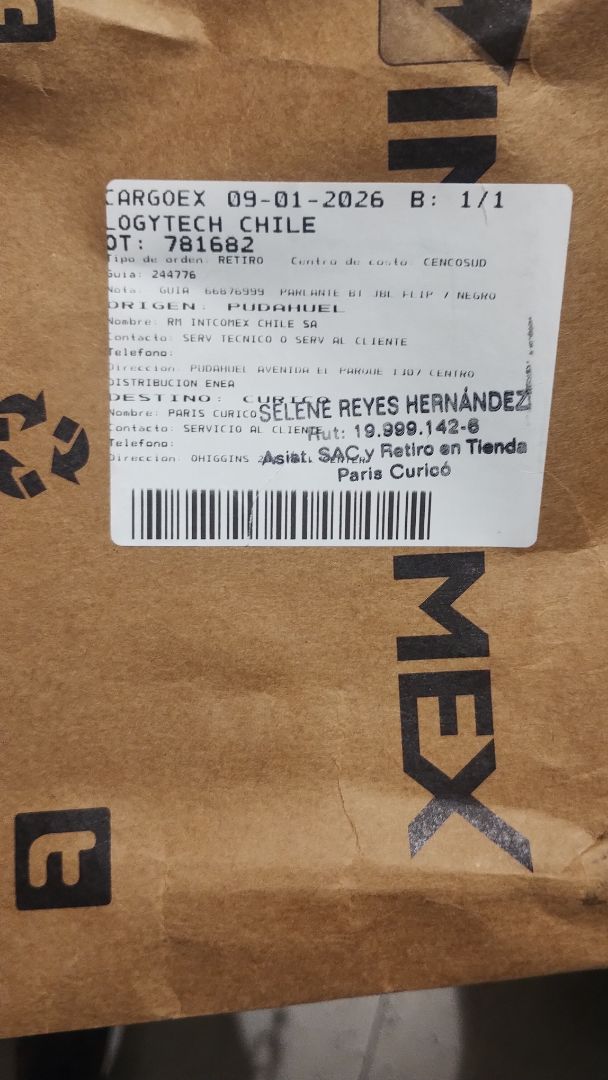 CARGOEX 09-01-2026 B: 1/1
LOGYTECH CHILE
OT: 781682
Tipo de orden: RETIRO Centro de costo: CENCOSUD
Guia: 244776
Nota: GUIA 66876999 PARLANTE BT JBL FLIP 7 NEGRO
ORIGEN: PUDAHUEL
Nombre: RM INTCOMEX CHILE SA
Contacto: SERV TECNICO O SERV AL CLIENTE
Telefono:
Direccion: PUDAHUEL AVENIDA EL PARQUE 1307 CENTRO
DISTRIBUCION ENEA
DESTINO: CURICO
Nombre: PARIS CURICO
Contacto: SERVICIO AL CLIENTE
Telefono:
Direccion: OHIGGINS
SELENE REYES HERNÁNDEZ
Rut: 19.999.142-6
Asist. SAC y Retiro en Tienda
Paris Curicó
IN
MEX